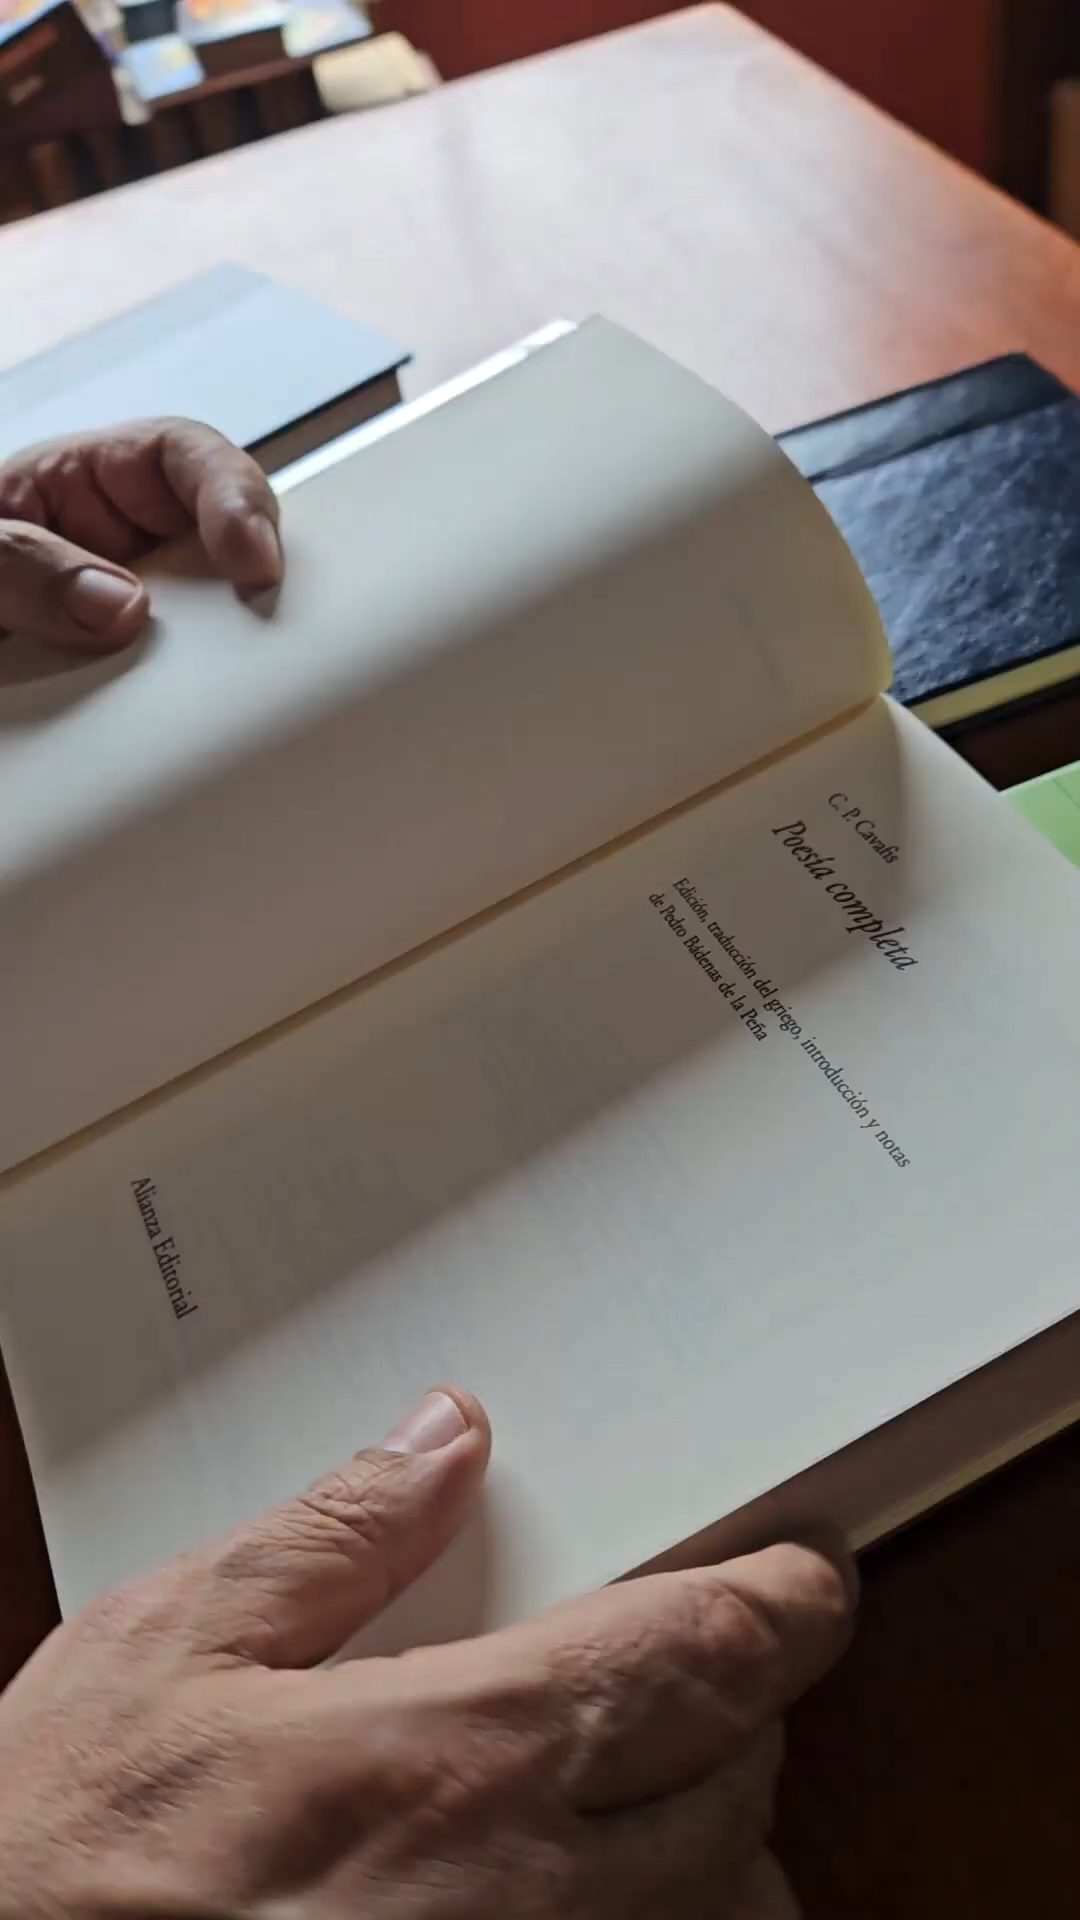 C. P. Cavafis
Poesía completa
Edición, traducción del griego, introducción y notas
de Pedro Bádenas de la Peña
Alianza Editorial